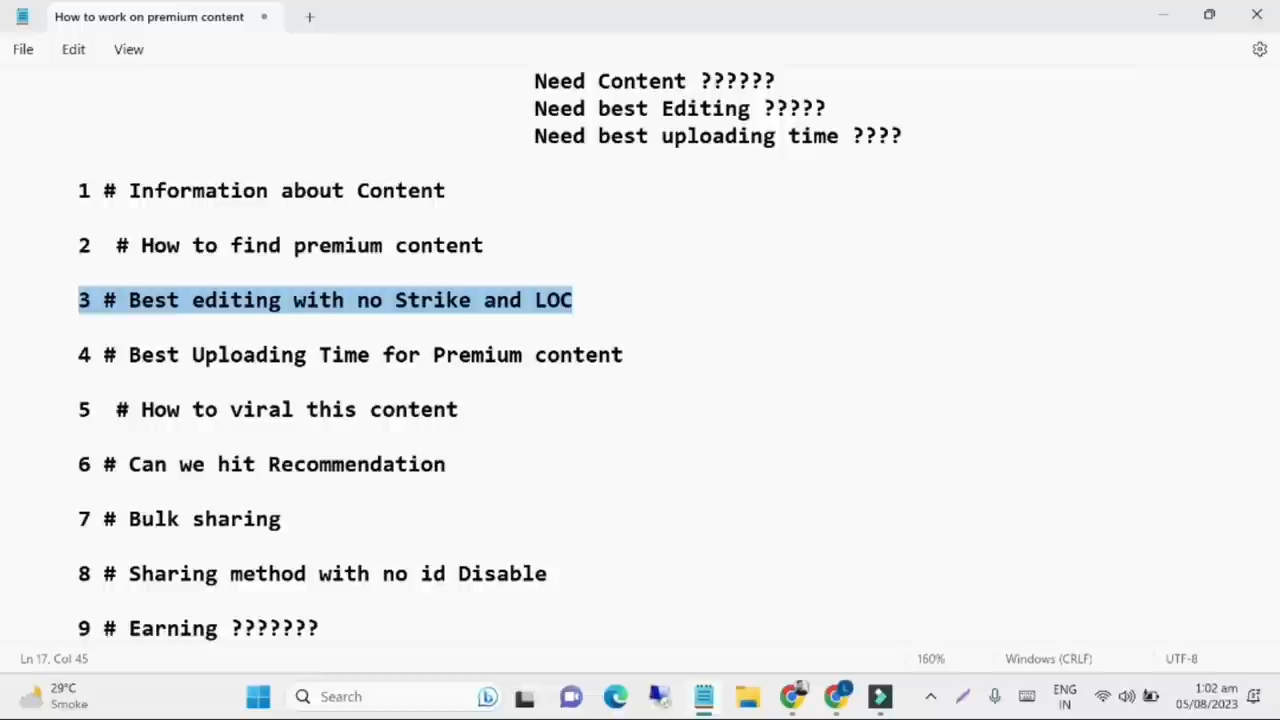 How to work on premium content
File Edit View
Need Content ??????
Need best Editing ?????
Need best uploading time ????
1 # Information about Content
2  # How to find premium content
3 # Best editing with no Strike and LOC
4 # Best Uploading Time for Premium content
5  # How to viral this content
6 # Can we hit Recommendation
7 # Bulk sharing
8 # Sharing method with no id Disable
9 # Earning ???????
Ln 17, Col 45 160% Windows (CRLF) UTF-8
29°C
Smoke
Search
ENG
IN
1:02 am
05/08/2023